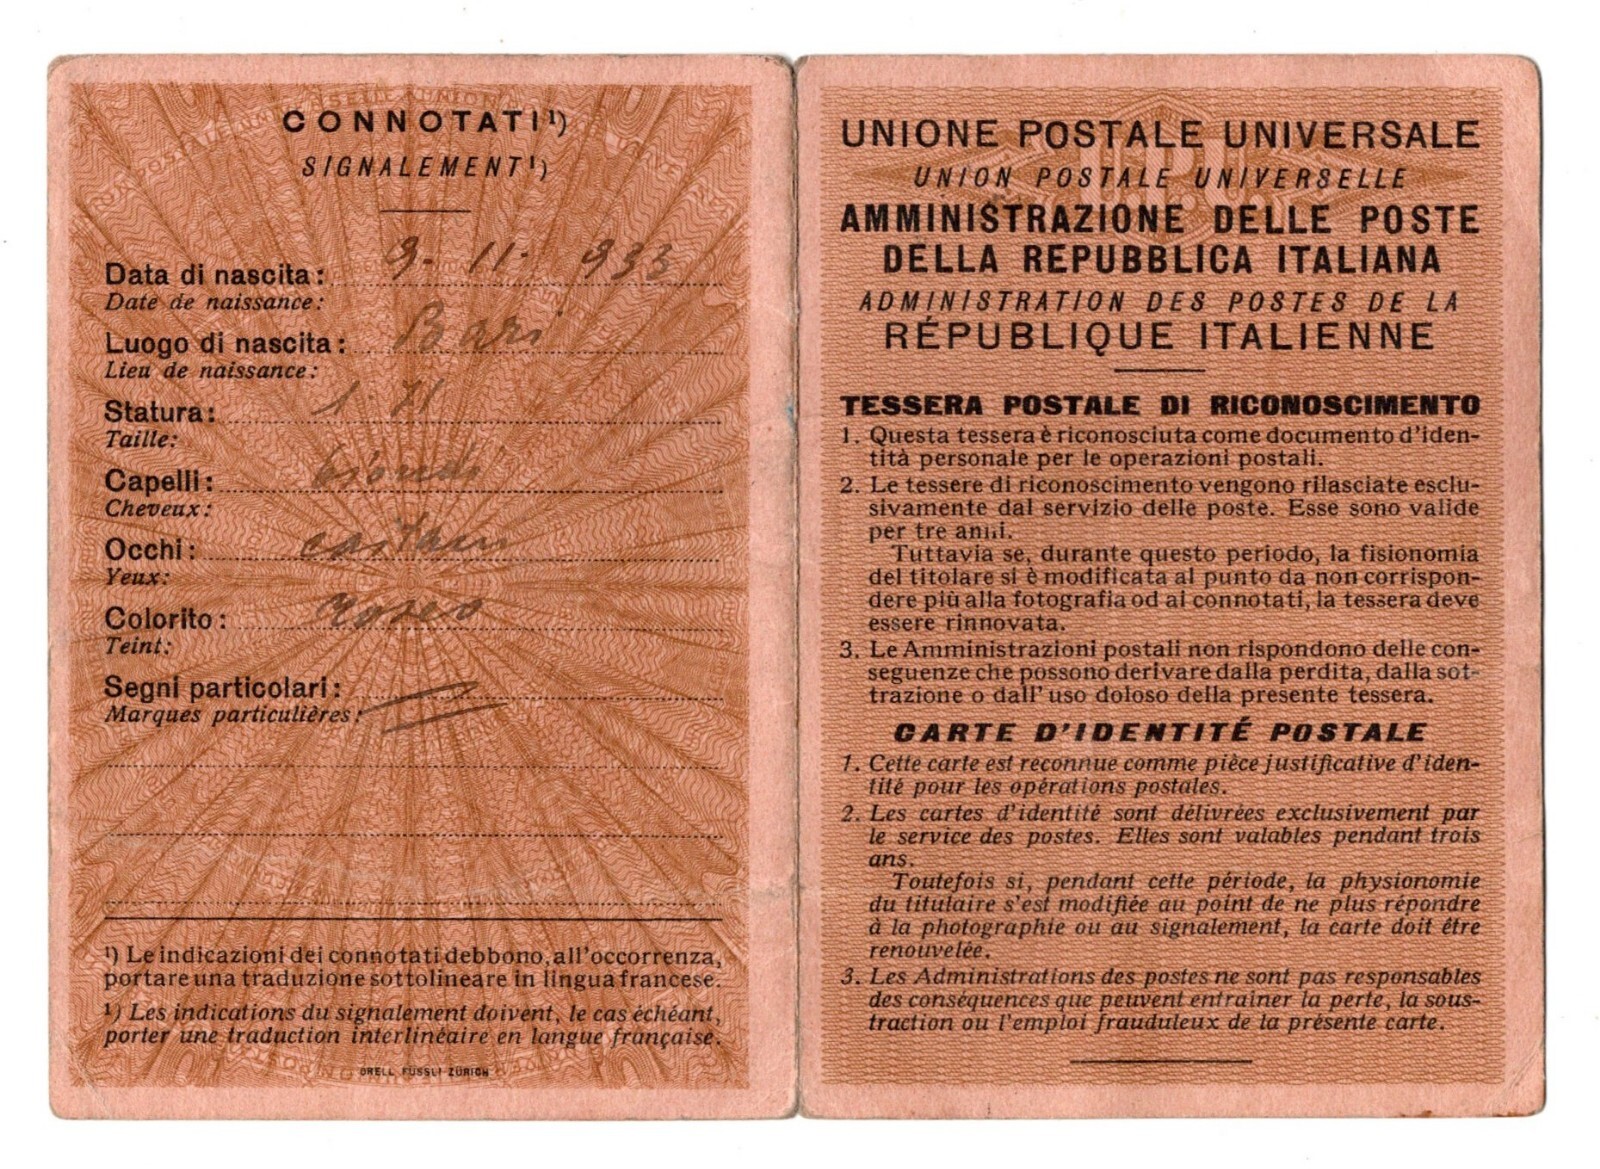 CONNOTATI¹)
SIGNALEMENT¹)
Data di nascita: 9-11-933
Date de naissance:
Luogo di nascita: Bari
Lieu de naissance:
Statura: 1.71
Taille:
Capelli: biondi
Cheveux:
Occhi: castani
Yeux:
Colorito: roseo
Teint:
Segni particolari:
Marques particulières:
¹) Le indicazioni dei connotati debbono, all'occorrenza,
portare una traduzione sottolineare in lingua francese.
¹) Les indications du signalement doivent, le cas échéant,
porter une traduction interlinéaire en langue française.
ORELL FÜSSLI ZÜRICH
UNIONE POSTALE UNIVERSALE
UNION POSTALE UNIVERSELLE
AMMINISTRAZIONE DELLE POSTE
DELLA REPUBBLICA ITALIANA
ADMINISTRATION DES POSTES DE LA
RÉPUBLIQUE ITALIENNE
TESSERA POSTALE DI RICONOSCIMENTO
1. Questa tessera è riconosciuta come documento d'iden-
tità personale per le operazioni postali.
2. Le tessere di riconoscimento vengono rilasciate esclu-
sivamente dal servizio delle poste. Esse sono valide
per tre anni.
Tuttavia se, durante questo periodo, la fisionomia
del titolare si è modificata al punto da non corrispon-
dere più alla fotografia od ai connotati, la tessera deve
essere rinnovata.
3. Le Amministrazioni postali non rispondono delle con-
seguenze che possono derivare dalla perdita, dalla sot-
trazione o dall'uso doloso della presente tessera.
CARTE D'IDENTITÉ POSTALE
1. Cette carte est reconnue comme pièce justificative d'iden-
tité pour les opérations postales.
2. Les cartes d'identité sont délivrées exclusivement par
le service des postes. Elles sont valables pendant trois
ans.
Toutefois si, pendant cette période, la physionomie
du titulaire s'est modifiée au point de ne plus répondre
à la photographie ou au signalement, la carte doit être
renouvelée.
3. Les Administrations des postes ne sont pas responsables
des conséquences que peuvent entraîner la perte, la sous-
traction ou l'emploi frauduleux de la présente carte.